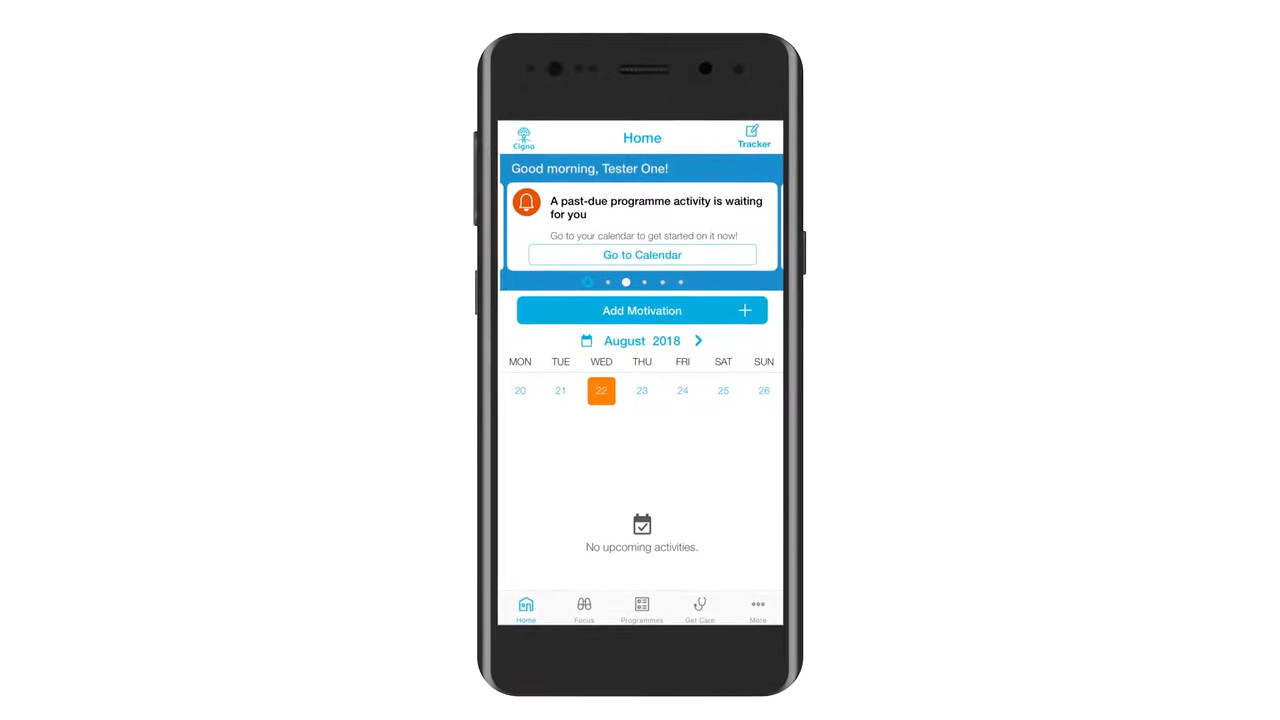 Cigna
Home
Tracker
Good morning, Tester One!
A past-due programme activity is waiting
for you
Go to your calendar to get started on it now!
Go to Calendar
Add Motivation
August 2018
MON TUE WED THU FRI SAT SUN
20 21 22 23 24 25 26
No upcoming activities.
Home Focus Programmes Get Care More